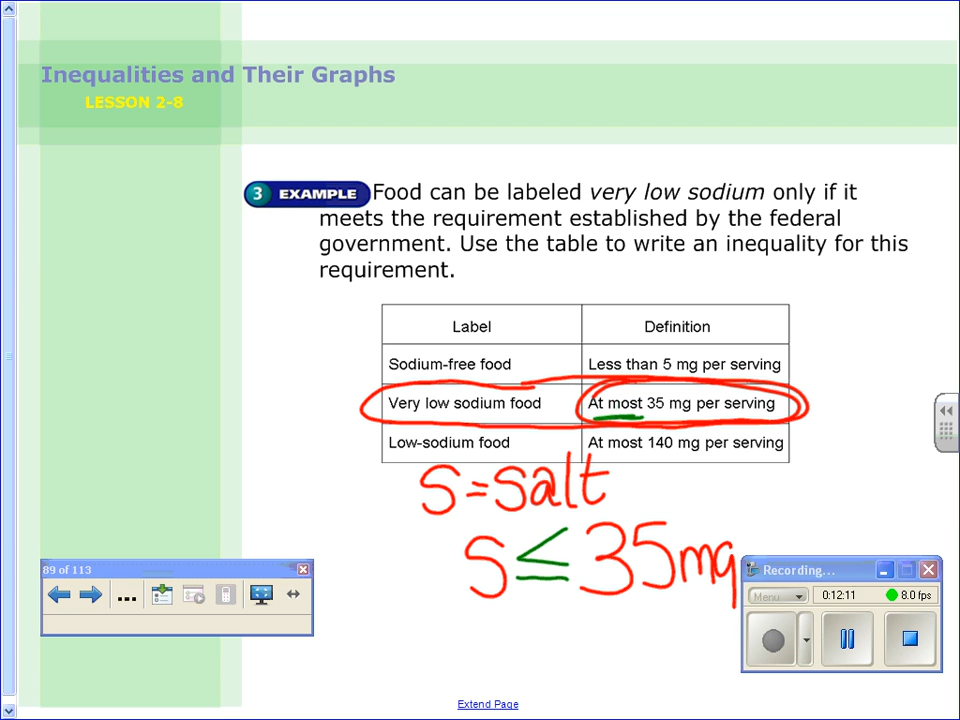 Inequalities and Their Graphs
LESSON 2-8
3 EXAMPLE Food can be labeled very low sodium only if it
meets the requirement established by the federal
government. Use the table to write an inequality for this
requirement.
Label Definition
Sodium-free food Less than 5 mg per serving
Very low sodium food At most 35 mg per serving
Low-sodium food At most 140 mg per serving
s=salt
s≤35mg
89 of 113
Recording...
Menu 0:12:11 8.0 fps
Extend Page